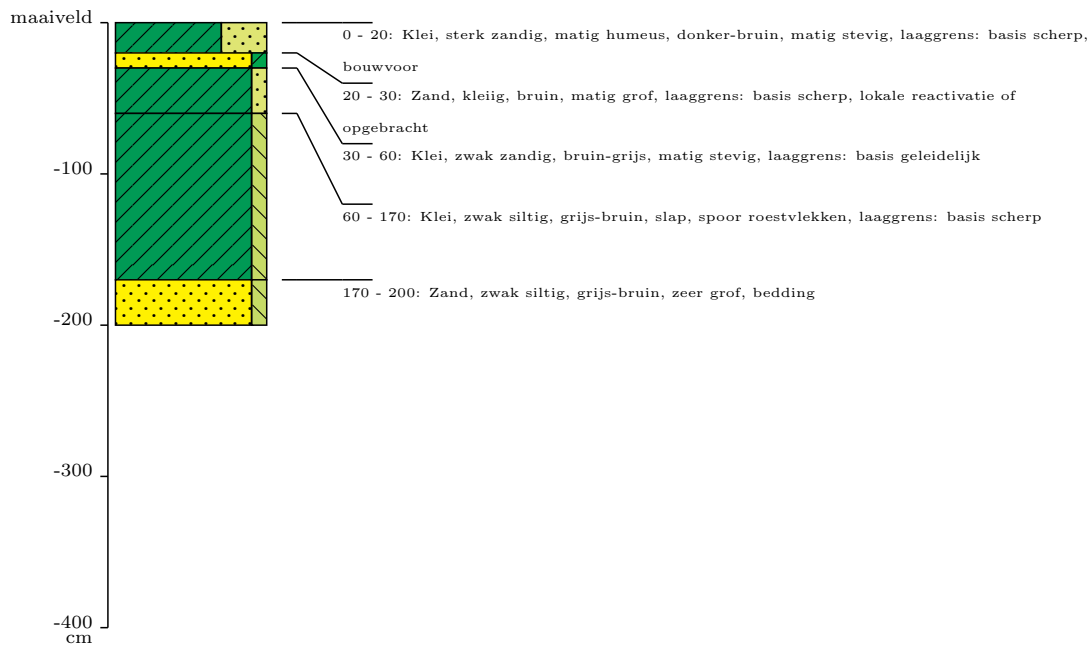 maaiveld
0 - 20: Klei, sterk zandig, matig humeus, donker-bruin, matig stevig, laaggrens: basis scherp,
bouwvoor
20 - 30: Zand, kleiig, bruin, matig grof, laaggrens: basis scherp, lokale reactivatie of
opgebracht
30 - 60: Klei, zwak zandig, bruin-grijs, matig stevig, laaggrens: basis geleidelijk
-100
60 - 170: Klei, zwak siltig, grijs-bruin, slap, spoor roestvlekken, laaggrens: basis scherp
170 - 200: Zand, zwak siltig, grijs-bruin, zeer grof, bedding
-200
-300
-400
cm